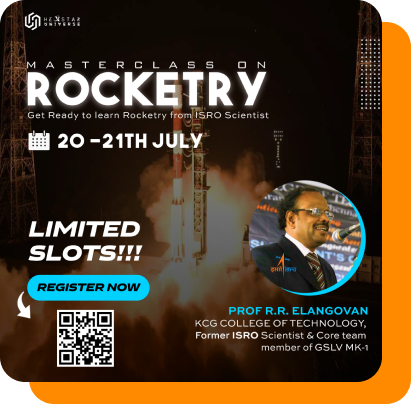 HEXSTAR
UNIVERSE
MASTERCLASS ON
ROCKETRY
Get Ready to learn Rocketry from ISRO Scientist
20 -21TH JULY
LIMITED
SLOTS!!!
REGISTER NOW
PROF R.R. ELANGOVAN
KCG COLLEGE OF TECHNOLOGY,
Former ISRO Scientist & Core team
member of GSLV MK-1